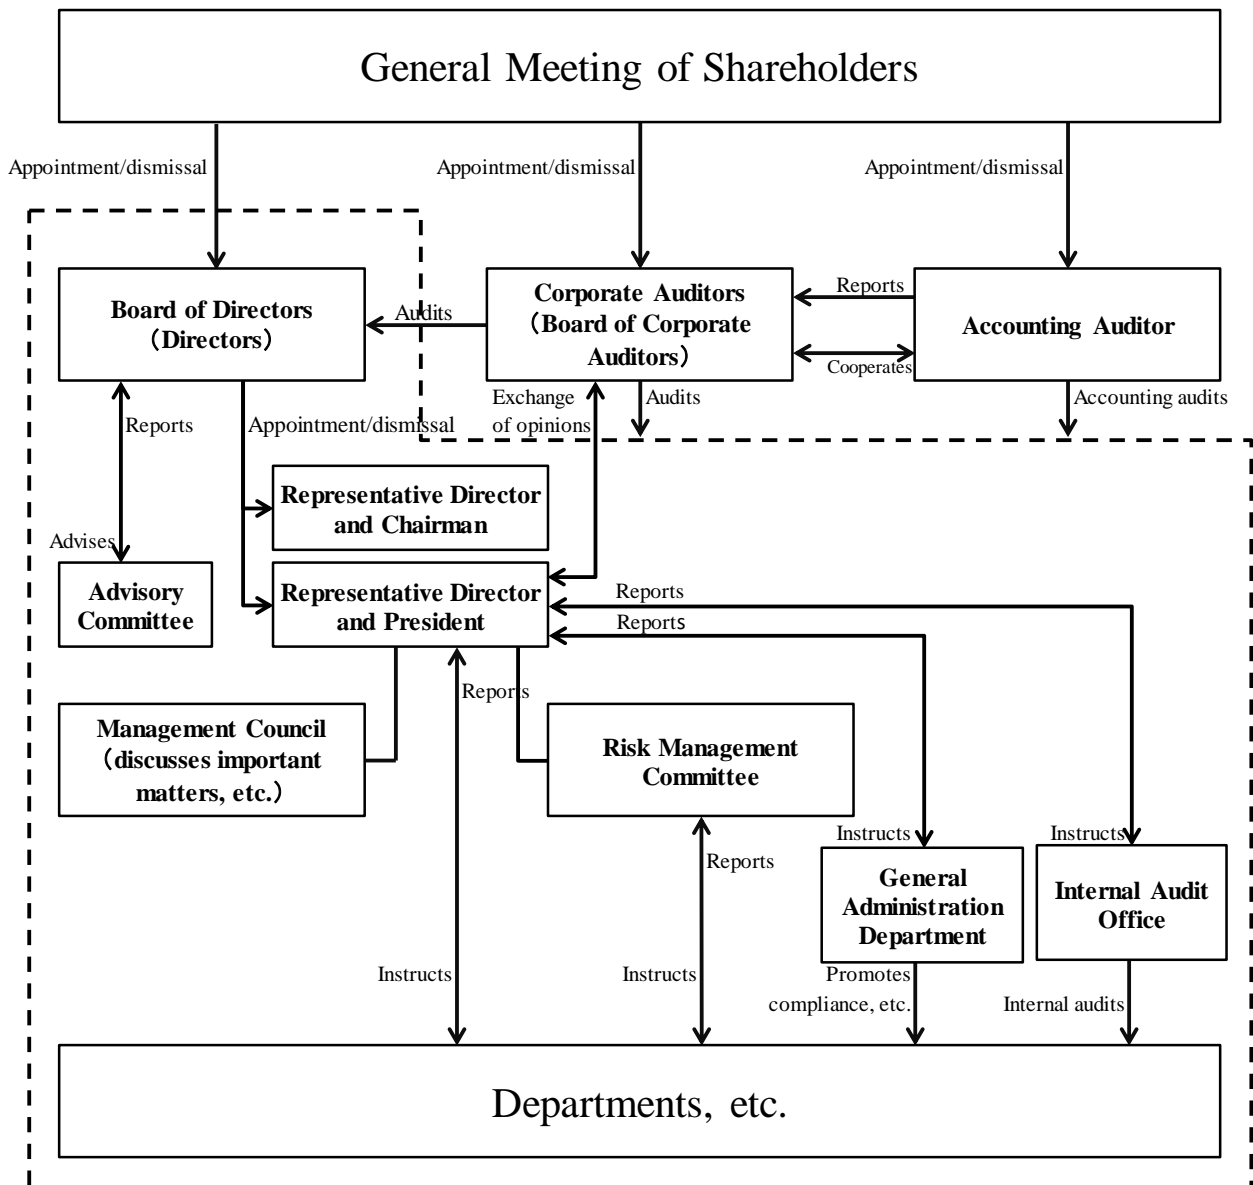 General Meeting of Shareholders
Appointment/dismissal
Appointment/dismissal
Appointment/dismissal
Board of Directors
（Directors）
Audits
Corporate Auditors
（Board of Corporate
Auditors）
Reports
Cooperates
Accounting Auditor
Reports
Appointment/dismissal
Exchange
of opinions
Audits
Accounting audits
Representative Director
and Chairman
Advises
Advisory
Committee
Representative Director
and President
Reports
Reports
Reports
Management Council
（discusses important
matters, etc.）
Risk Management
Committee
Instructs
Instructs
Reports
General
Administration
Department
Internal Audit
Office
Instructs
Instructs
Promotes
compliance, etc.
Internal audits
Departments, etc.